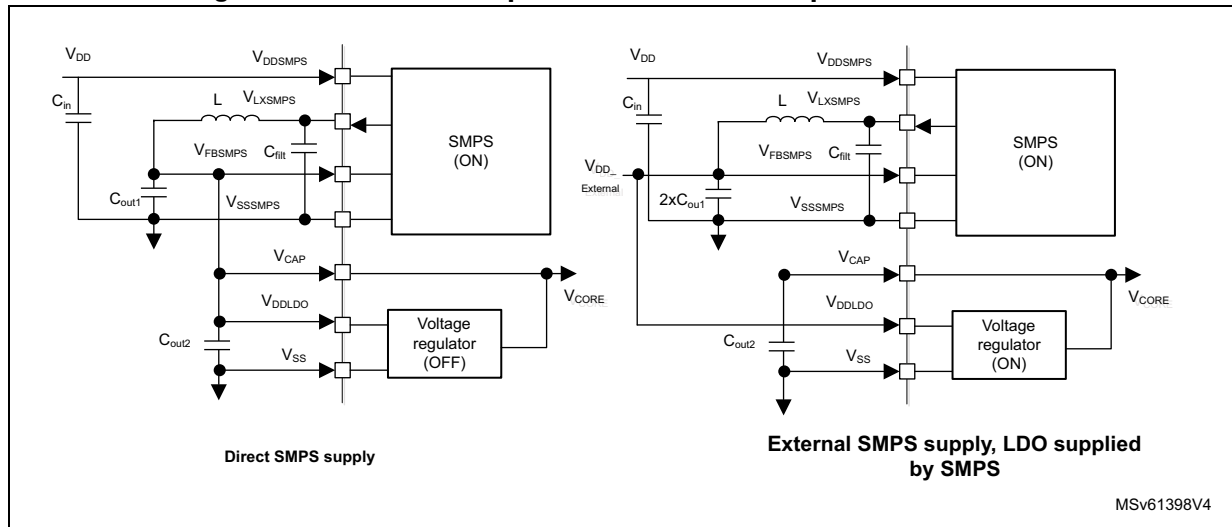 VDD
VDDSMPS
Cin
L
VLXSMPS
Cfilt
SMPS
(ON)
VFBSMPS
Cout1
VSSSMPS
VCAP
VCORE
VDDLDO
Cout2
Voltage
regulator
(OFF)
VSS
Direct SMPS supply
VDD
VDDSMPS
Cin
L
VLXSMPS
Cfilt
SMPS
(ON)
VFBSMPS
VDD_
External
2xCou1
VSSSMPS
VCAP
VCORE
VDDLDO
Cout2
Voltage
regulator
(ON)
VSS
External SMPS supply, LDO supplied
by SMPS
MSv61398V4